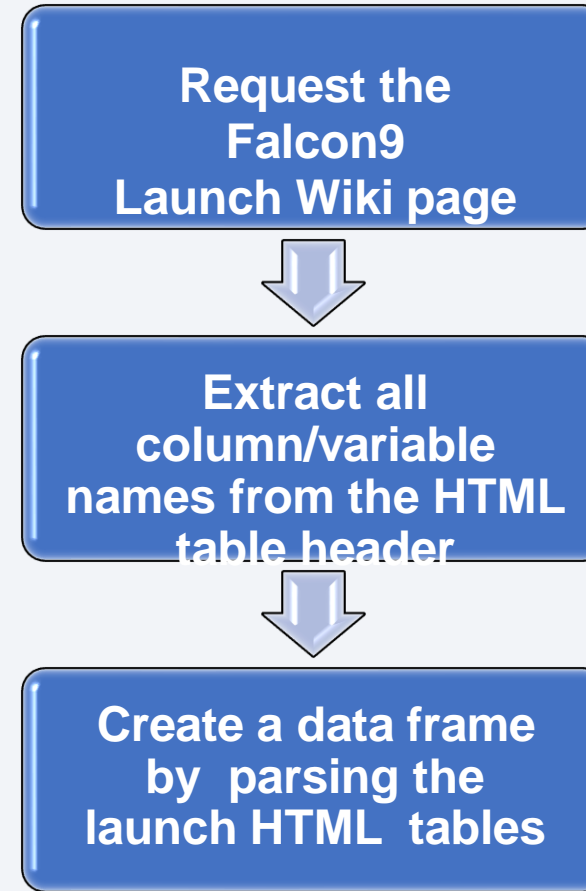 Request the
Falcon9
Launch Wiki page
Extract all
column/variable
names from the HTML
table header
Create a data frame
by  parsing the
launch HTML  tables